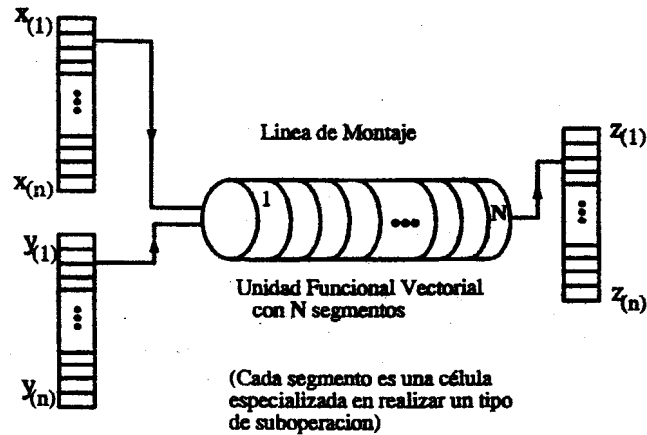 x(1)
x(n)
y(1)
y(n)
Linea de Montaje
1
N
z(1)
z(n)
Unidad Funcional Vectorial
con N segmentos
(Cada segmento es una célula
especializada en realizar un tipo
de suboperacion)